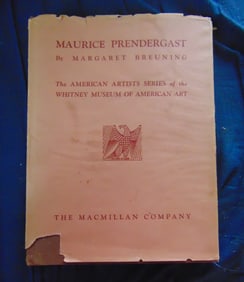 MAURICE PRENDERGAST
By MARGARET BREUNING
The AMERICAN ARTISTS SERIES of the
WHITNEY MUSEUM OF AMERICAN ART
THE MACMILLAN COMPANY